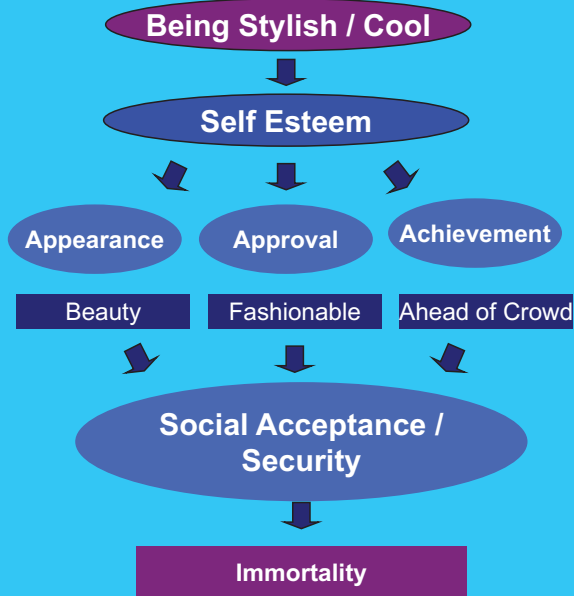 Being Stylish / Cool
Self Esteem
Appearance
Approval
Achievement
Beauty
Fashionable
Ahead of Crowd
Social Acceptance /
Security
Immortality